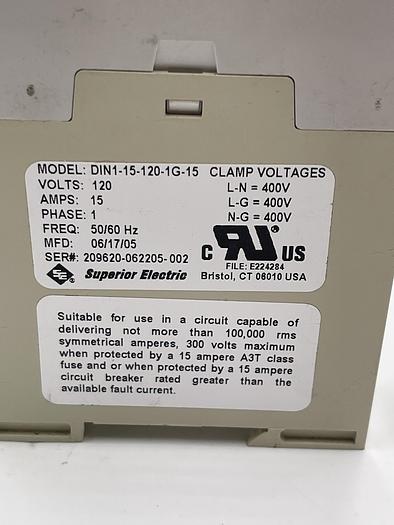 MODEL: DIN1-15-120-1G-15 CLAMP VOLTAGES
VOLTS: 120 L-N = 400V
AMPS: 15 L-G = 400V
PHASE: 1 N-G = 400V
FREQ: 50/60 Hz
MFD: 06/17/05
SER#: 209620-062205-002
C RU US
FILE: E224284
SE Superior Electric Bristol, CT 06010 USA
Suitable for use in a circuit capable of
delivering not more than 100,000 rms
symmetrical amperes, 300 volts maximum
when protected by a 15 ampere A3T class
fuse and or when protected by a 15 ampere
circuit breaker rated greater than the
available fault current.